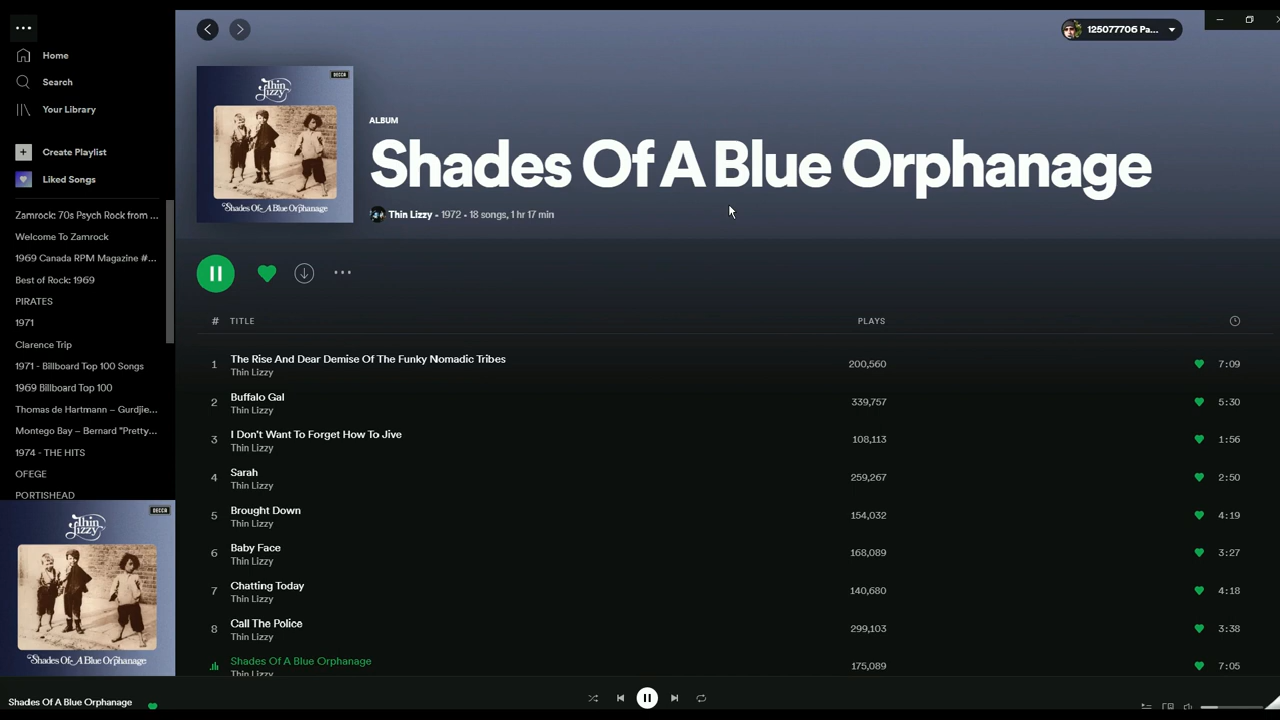 125077706 Pa...
Home
Search
Your Library
Create Playlist
Liked Songs
Zamrock: 70s Psych Rock from ...
Welcome To Zamrock
1969 Canada RPM Magazine #...
Best of Rock: 1969
PIRATES
1971
Clarence Trip
1971 - Billboard Top 100 Songs
1969 Billboard Top 100
Thomas de Hartmann – Gurdjie...
Montego Bay – Bernard "Pretty...
1974 - THE HITS
OFEGE
PORTISHEAD
DECCA
Thin Lizzy
Shades Of A Blue Orphanage
DECCA
Thin Lizzy
Shades Of A Blue Orphanage
ALBUM
Shades Of A Blue Orphanage
Thin Lizzy • 1972 • 18 songs, 1 hr 17 min
# TITLE PLAYS
1 The Rise And Dear Demise Of The Funky Nomadic Tribes 200,560 7:09
Thin Lizzy
2 Buffalo Gal 339,757 5:30
Thin Lizzy
3 I Don't Want To Forget How To Jive 108,113 1:56
Thin Lizzy
4 Sarah 259,267 2:50
Thin Lizzy
5 Brought Down 154,032 4:19
Thin Lizzy
6 Baby Face 168,089 3:27
Thin Lizzy
7 Chatting Today 140,680 4:18
Thin Lizzy
8 Call The Police 299,103 3:38
Thin Lizzy
Shades Of A Blue Orphanage 175,089 7:05
Thin Lizzy
Shades Of A Blue Orphanage